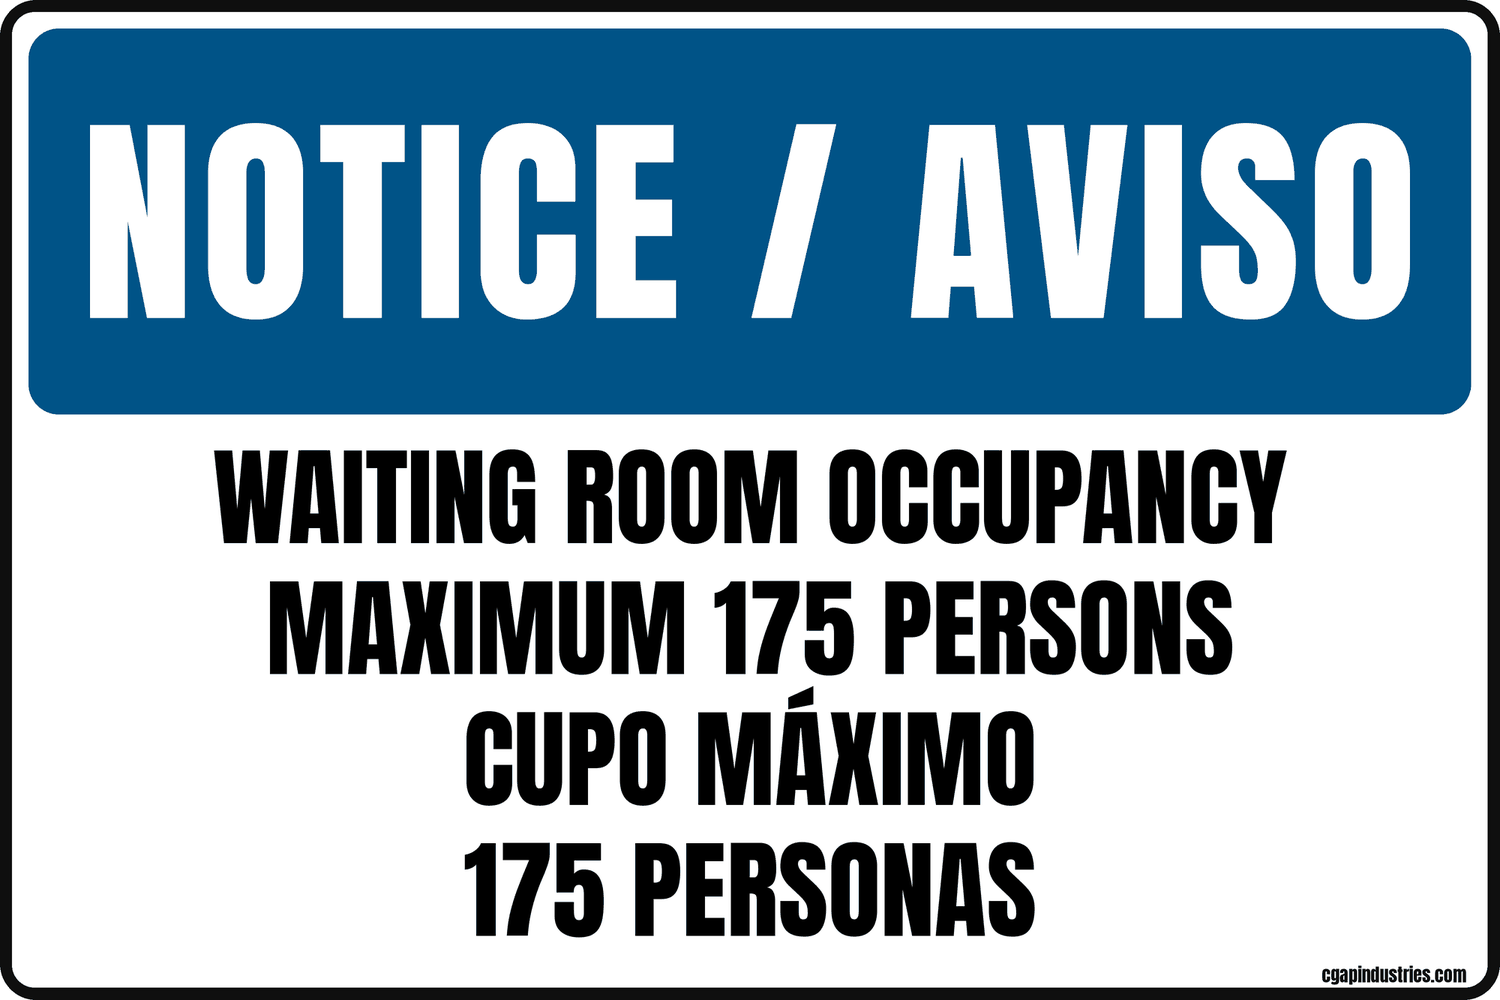 NOTICE / AVISO
WAITING ROOM OCCUPANCY
MAXIMUM 175 PERSONS
CUPO MÁXIMO
175 PERSONAS
cgapindustries.com